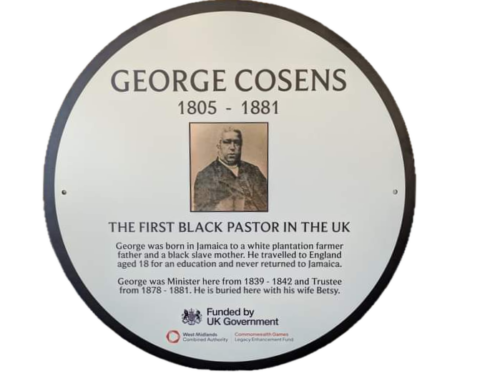 GEORGE COSENS
1805 - 1881
THE FIRST BLACK PASTOR IN THE UK
George was born in Jamaica to a white plantation farmer
father and a black slave mother. He travelled to England
aged 18 for an education and never returned to Jamaica.
George was Minister here from 1839 - 1842 and Trustee
from 1878 - 1881. He is buried here with his wife Betsy.
Funded by
UK Government
West Midlands
Combined Authority
Commonwealth Games
Legacy Enhancement Fund